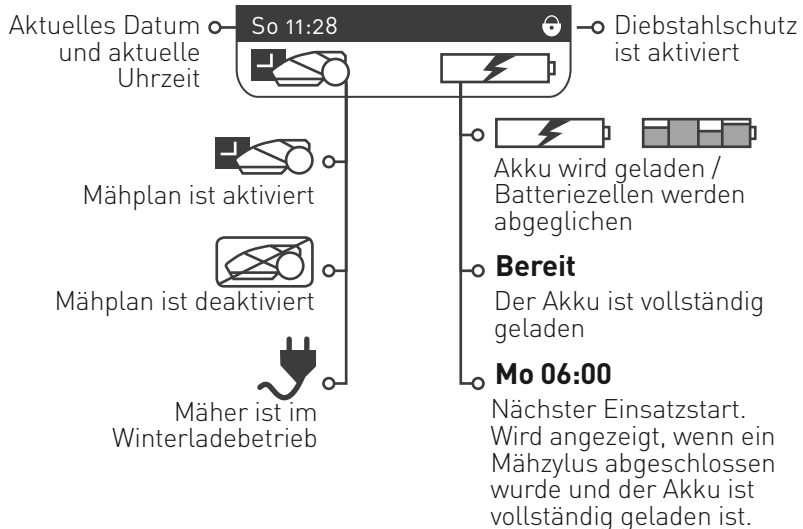 Aktuelles Datum
und aktuelle
Uhrzeit
So 11:28
Diebstahlschutz
ist aktiviert
Mähplan ist aktiviert
Mähplan ist deaktiviert
Mäher ist im
Winterladebetrieb
Akku wird geladen /
Batteriezellen werden
abgeglichen
Bereit
Der Akku ist vollständig
geladen
Mo 06:00
Nächster Einsatzstart.
Wird angezeigt, wenn ein
Mähzylus abgeschlossen
wurde und der Akku ist
vollständig geladen ist.